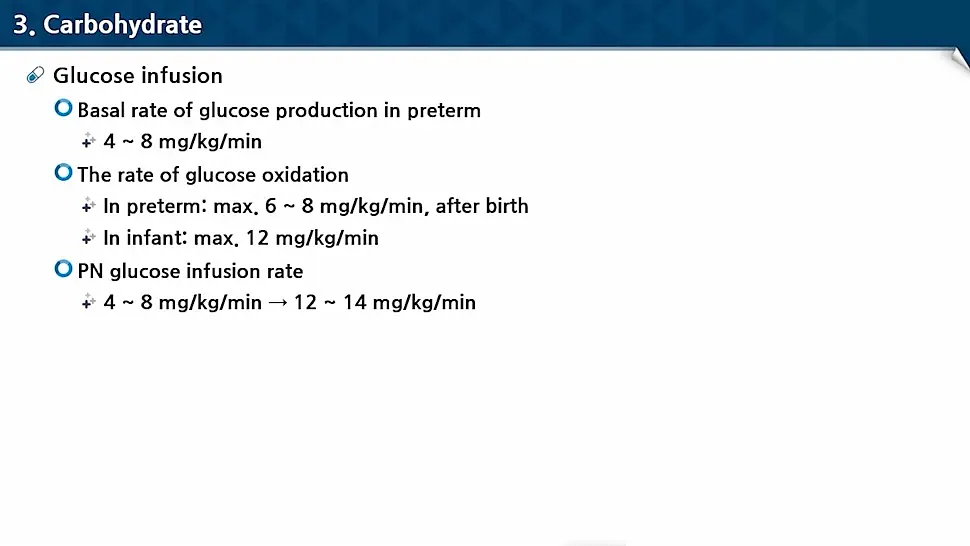 3. Carbohydrate
Glucose infusion
Basal rate of glucose production in preterm
4 ~ 8 mg/kg/min
The rate of glucose oxidation
In preterm: max. 6 ~ 8 mg/kg/min, after birth
In infant: max. 12 mg/kg/min
PN glucose infusion rate
4 ~ 8 mg/kg/min → 12 ~ 14 mg/kg/min